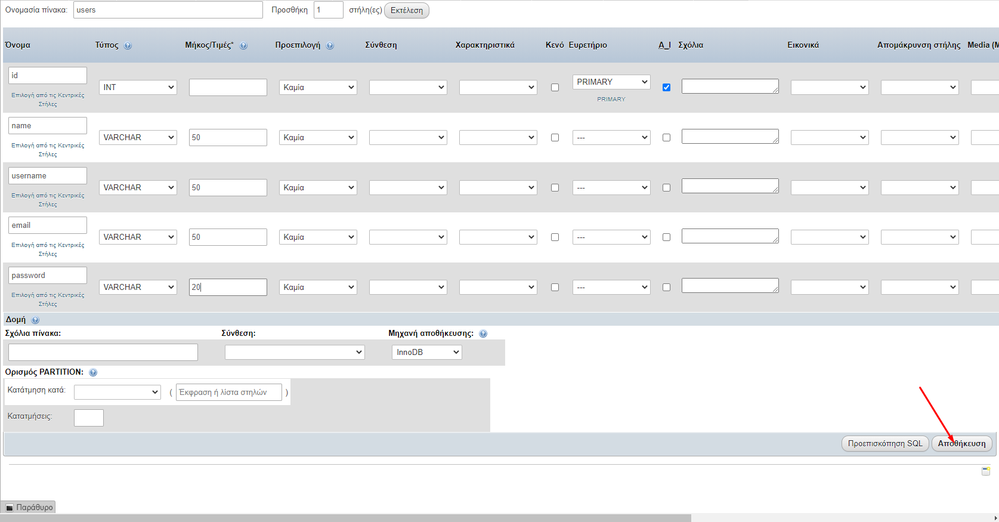 Ονομασία πίνακα: users Προσθήκη 1 στήλη(ες) Εκτέλεση
Όνομα Τύπος Μήκος/Τιμές* Προεπιλογή Σύνθεση Χαρακτηριστικά Κενό Ευρετήριο A_I Σχόλια Εικονικά Απομάκρυνση στήλης Media (M
id INT Καμία PRIMARY
Επιλογή από τις Κεντρικές
Στήλες
PRIMARY
name VARCHAR 50 Καμία ---
Επιλογή από τις Κεντρικές
Στήλες
username VARCHAR 50 Καμία ---
Επιλογή από τις Κεντρικές
Στήλες
email VARCHAR 50 Καμία ---
Επιλογή από τις Κεντρικές
Στήλες
password VARCHAR 20 Καμία ---
Επιλογή από τις Κεντρικές
Στήλες
Δομή
Σχόλια πίνακα: Σύνθεση: Μηχανή αποθήκευσης:
InnoDB
Ορισμός PARTITION:
Κατάτμηση κατά: ( Έκφραση ή λίστα στηλών )
Κατατμήσεις:
Προεπισκόπηση SQL Αποθήκευση
Παράθυρο